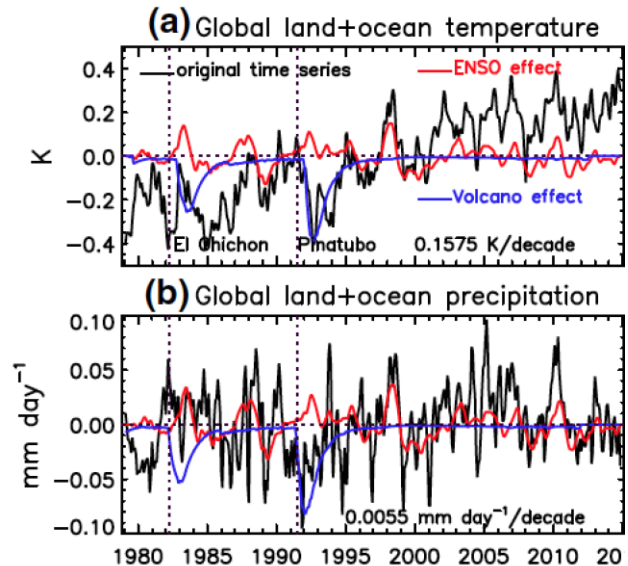 (a) Global land+ocean temperature
original time series
ENSO effect
0.4
0.2
0.0
-0.2
-0.4
K
Volcano effect
El Chichon
Pinatubo
0.1575 K/decade
(b) Global land+ocean precipitation
0.10
0.05
0.00
-0.05
-0.10
mm day⁻¹
0.0055 mm day⁻¹/decade
1980 1985 1990 1995 2000 2005 2010 20